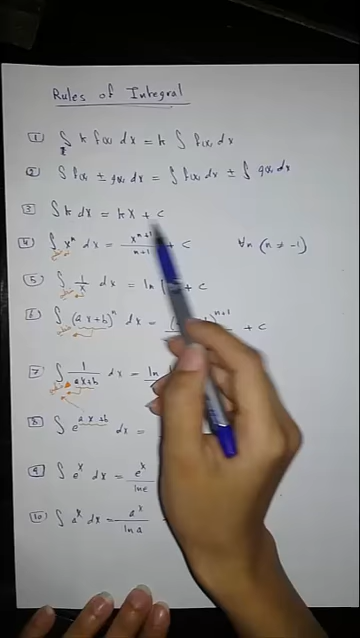 Rules of Integral
1 ∫ k f(x) dx = k ∫ f(x) dx
2 ∫ f(x) ± g(x) dx = ∫ f(x) dx ± ∫ g(x) dx
3 ∫ k dx = kx + c
4 ∫ xⁿ dx = xⁿ⁺¹/n+1 + c ∀n (n ≠ -1)
5 ∫ 1/x dx = ln + c
6 ∫ (ax+b)ⁿ dx = n+1 + c
7 ∫ 1/ax+b dx = ln
8 ∫ e^ax+b dx =
9 ∫ eˣ dx = eˣ/ln e
10 ∫ aˣ dx = aˣ/ln a